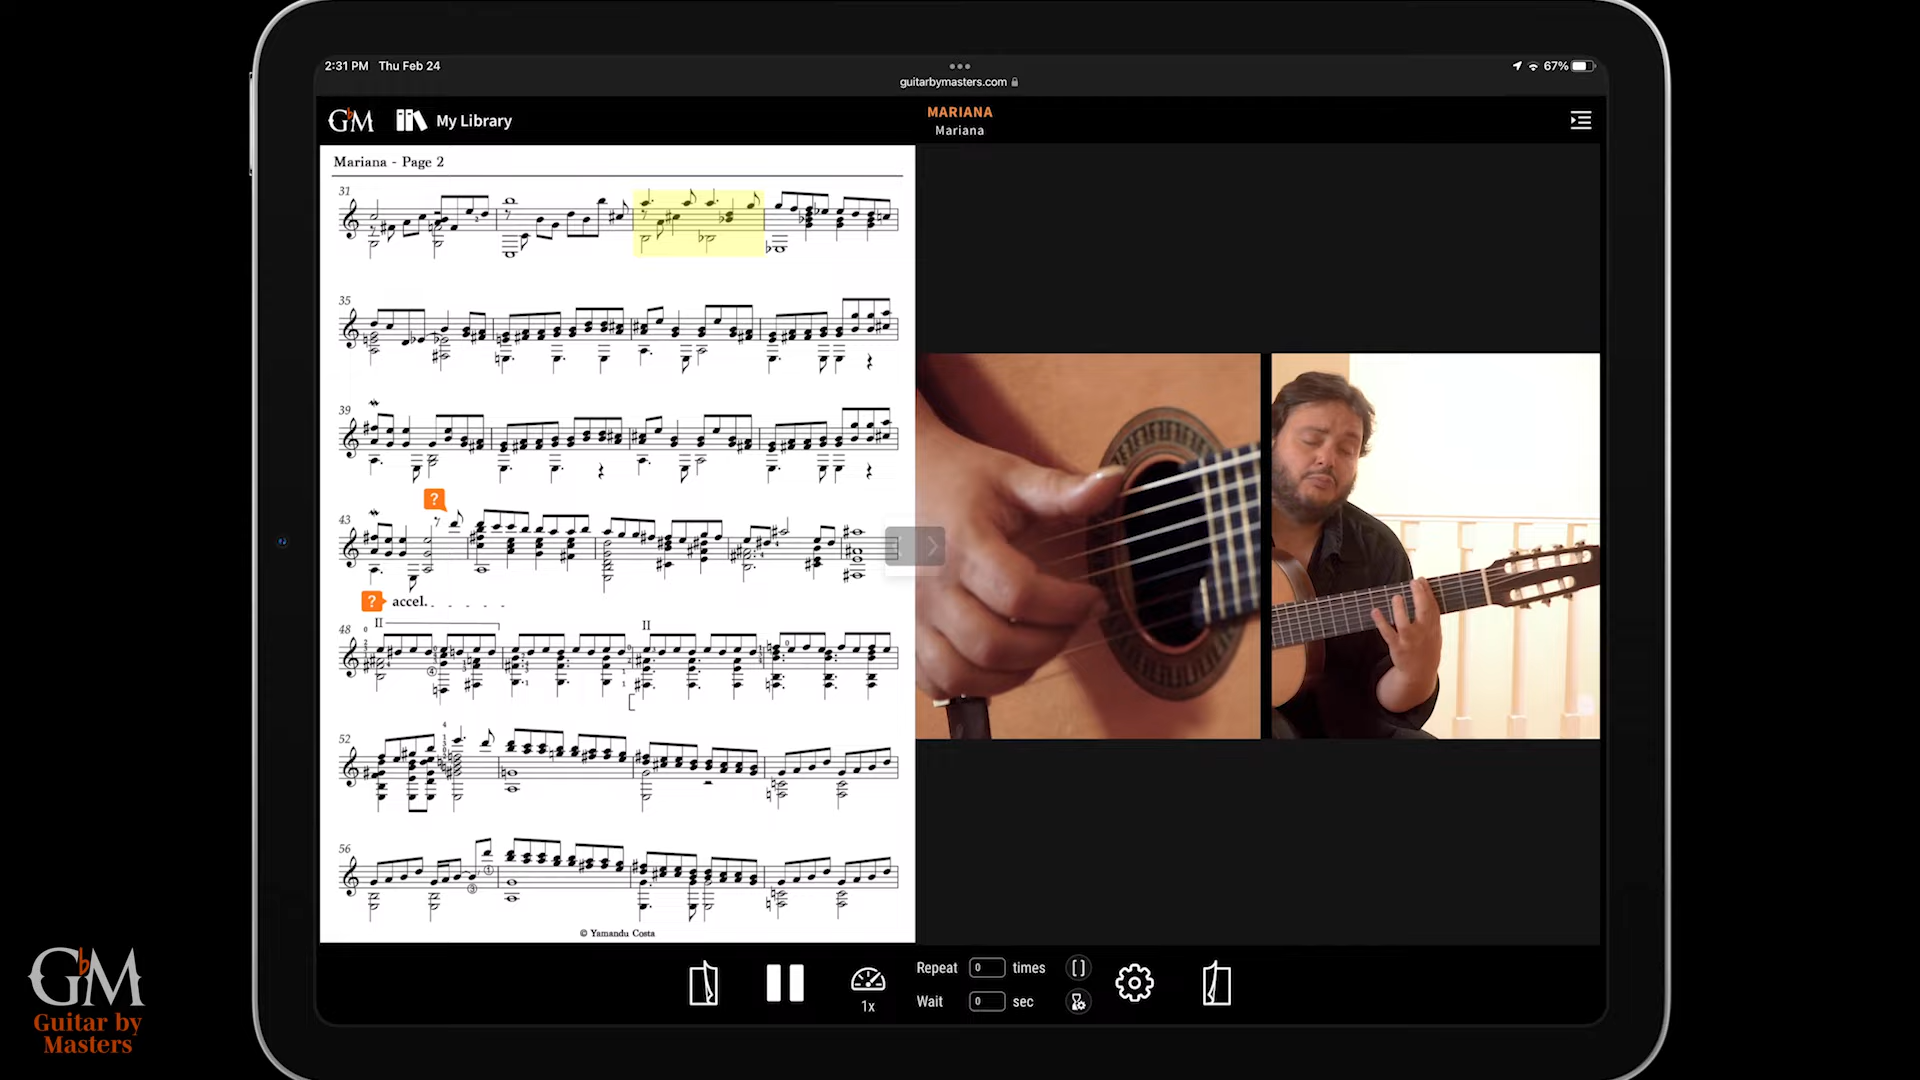 2:31 PM Thu Feb 24
guitarbymasters.com
67%
GbM
My Library
MARIANA
Mariana
Mariana - Page 2
31
35
39
?
43
? accel.
II
II
48
52
56
© Yamandu Costa
1x
Repeat 0 times
Wait 0 sec
GbM
Guitar by
Masters